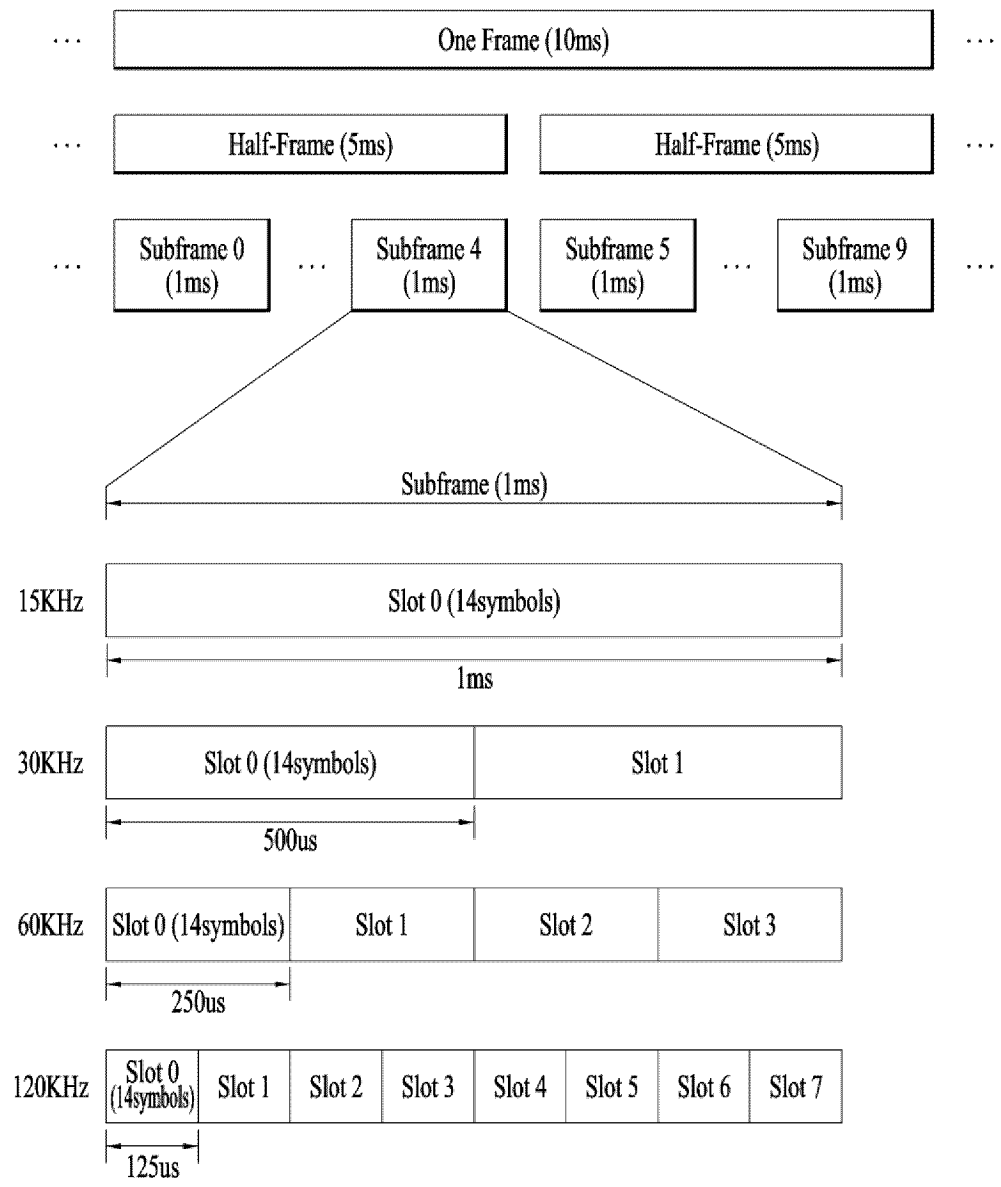 ... One Frame (10ms) ...
... Half-Frame (5ms) Half-Frame (5ms) ...
Subframe 0 Subframe 4 Subframe 5 Subframe 9
... (1ms) ... (1ms) (1ms) ... (1ms) ...
Subframe (1ms)
15KHz Slot 0 (14symbols)
1ms
30KHz Slot 0 (14symbols) Slot 1
500us
60KHz Slot 0 (14symbols) Slot 1 Slot 2 Slot 3
250us
120KHz Slot 0 (14symbols) Slot 1 Slot 2 Slot 3 Slot 4 Slot 5 Slot 6 Slot 7
125us